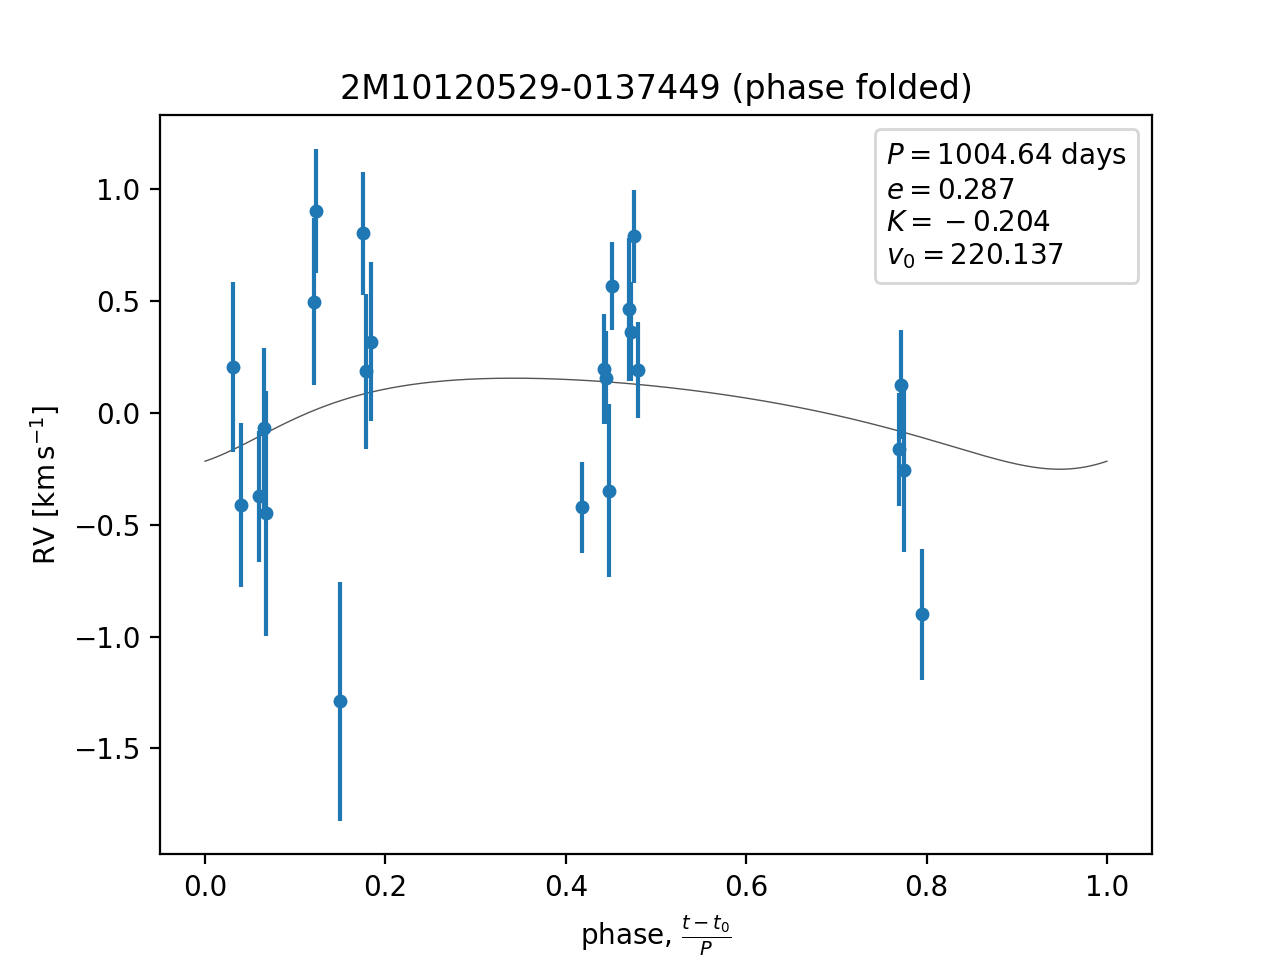 2M10120529-0137449 (phase folded)
P = 1004.64 days
e = 0.287
K = −0.204
v₀ = 220.137
1.0
0.5
0.0
−0.5
−1.0
−1.5
RV [km s⁻¹]
0.0 0.2 0.4 0.6 0.8 1.0
phase, (t − t₀)/P